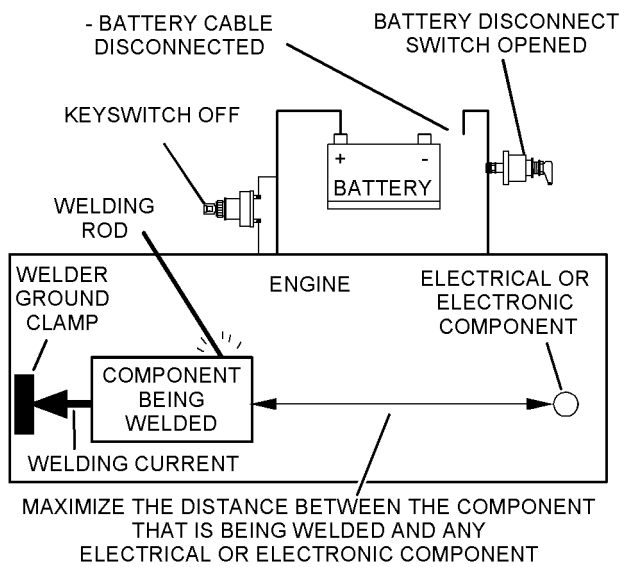 - BATTERY CABLE
DISCONNECTED
BATTERY DISCONNECT
SWITCH OPENED
KEYSWITCH OFF
+
-
BATTERY
WELDING
ROD
WELDER
GROUND
CLAMP
ENGINE
ELECTRICAL OR
ELECTRONIC
COMPONENT
COMPONENT
BEING
WELDED
WELDING CURRENT
MAXIMIZE THE DISTANCE BETWEEN THE COMPONENT
THAT IS BEING WELDED AND ANY
ELECTRICAL OR ELECTRONIC COMPONENT